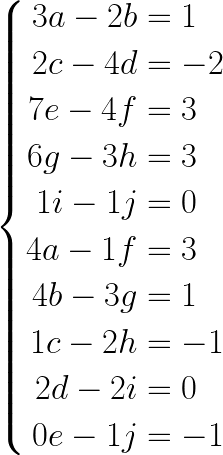 3a − 2b = 1
2c − 4d = −2
7e − 4f = 3
6g − 3h = 3
1i − 1j = 0
4a − 1f = 3
4b − 3g = 1
1c − 2h = −1
2d − 2i = 0
0e − 1j = −1